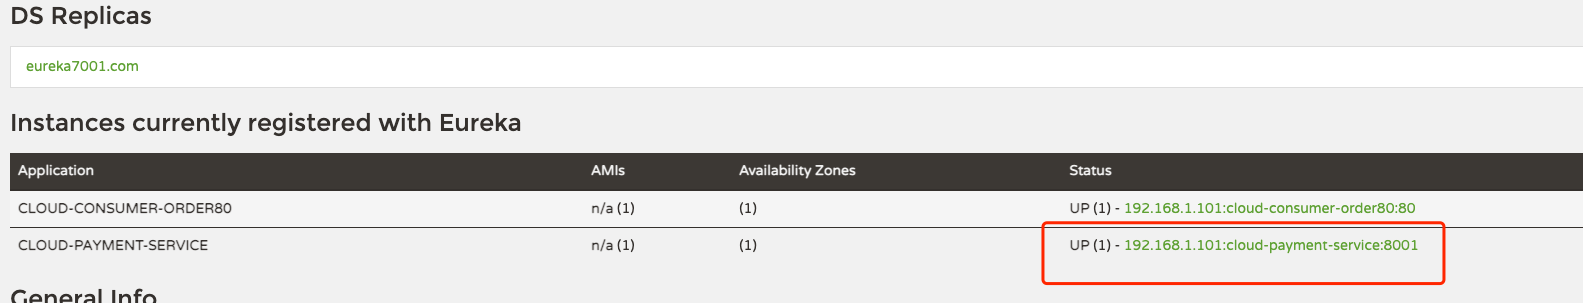 DS Replicas
eureka7001.com
Instances currently registered with Eureka
Application AMIs Availability Zones Status
CLOUD-CONSUMER-ORDER80 n/a (1) (1) UP (1) - 192.168.1.101:cloud-consumer-order80:80
CLOUD-PAYMENT-SERVICE n/a (1) (1) UP (1) - 192.168.1.101:cloud-payment-service:8001
General Info